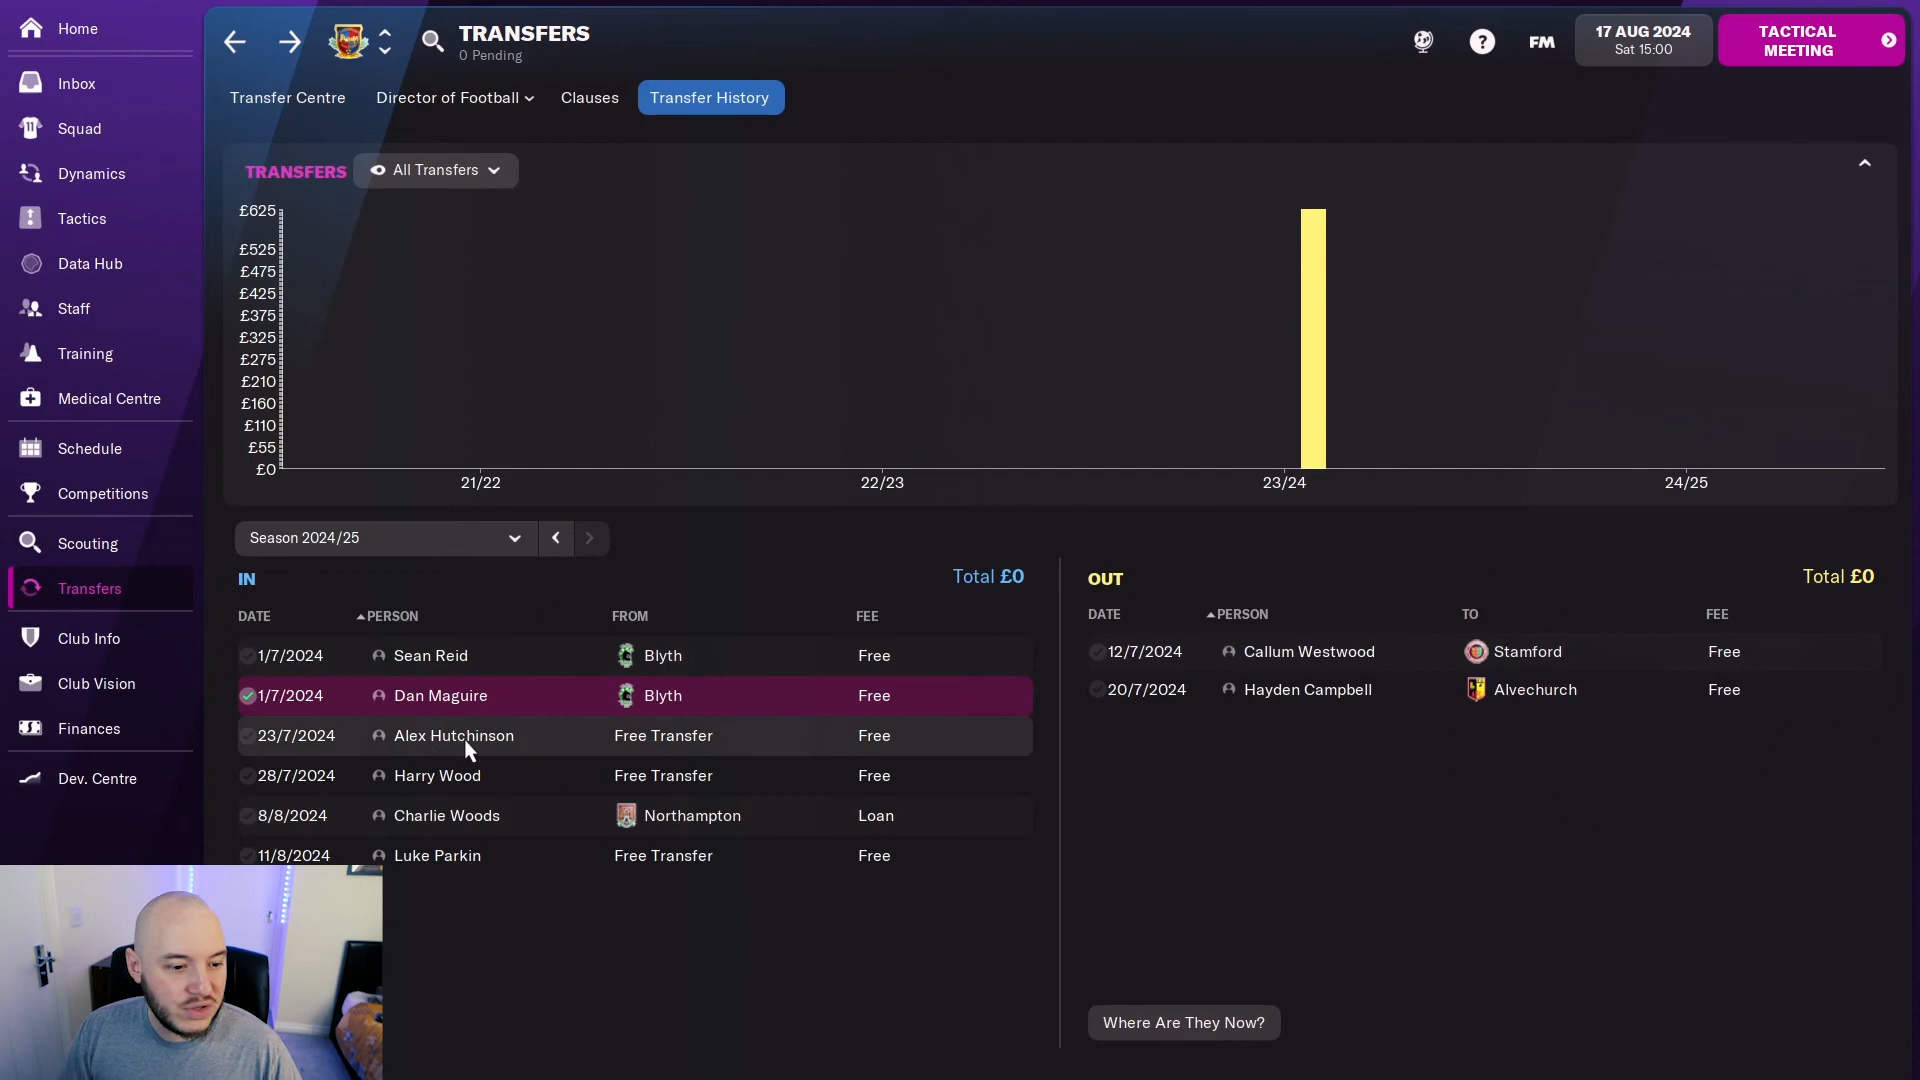 Home
Inbox
Squad
Dynamics
Tactics
Data Hub
Staff
Training
Medical Centre
Schedule
Competitions
Scouting
Transfers
Club Info
Club Vision
Finances
Dev. Centre
TRANSFERS
0 Pending
FM
17 AUG 2024
Sat 15:00
TACTICAL
MEETING
Transfer Centre Director of Football Clauses Transfer History
TRANSFERS All Transfers
£625
£525
£475
£425
£375
£325
£275
£210
£160
£110
£55
£0
21/22 22/23 23/24 24/25
Season 2024/25
IN Total £0
DATE PERSON FROM FEE
1/7/2024 Sean Reid Blyth Free
1/7/2024 Dan Maguire Blyth Free
23/7/2024 Alex Hutchinson Free Transfer Free
28/7/2024 Harry Wood Free Transfer Free
8/8/2024 Charlie Woods Northampton Loan
11/8/2024 Luke Parkin Free Transfer Free
OUT Total £0
DATE PERSON TO FEE
12/7/2024 Callum Westwood Stamford Free
20/7/2024 Hayden Campbell Alvechurch Free
Where Are They Now?